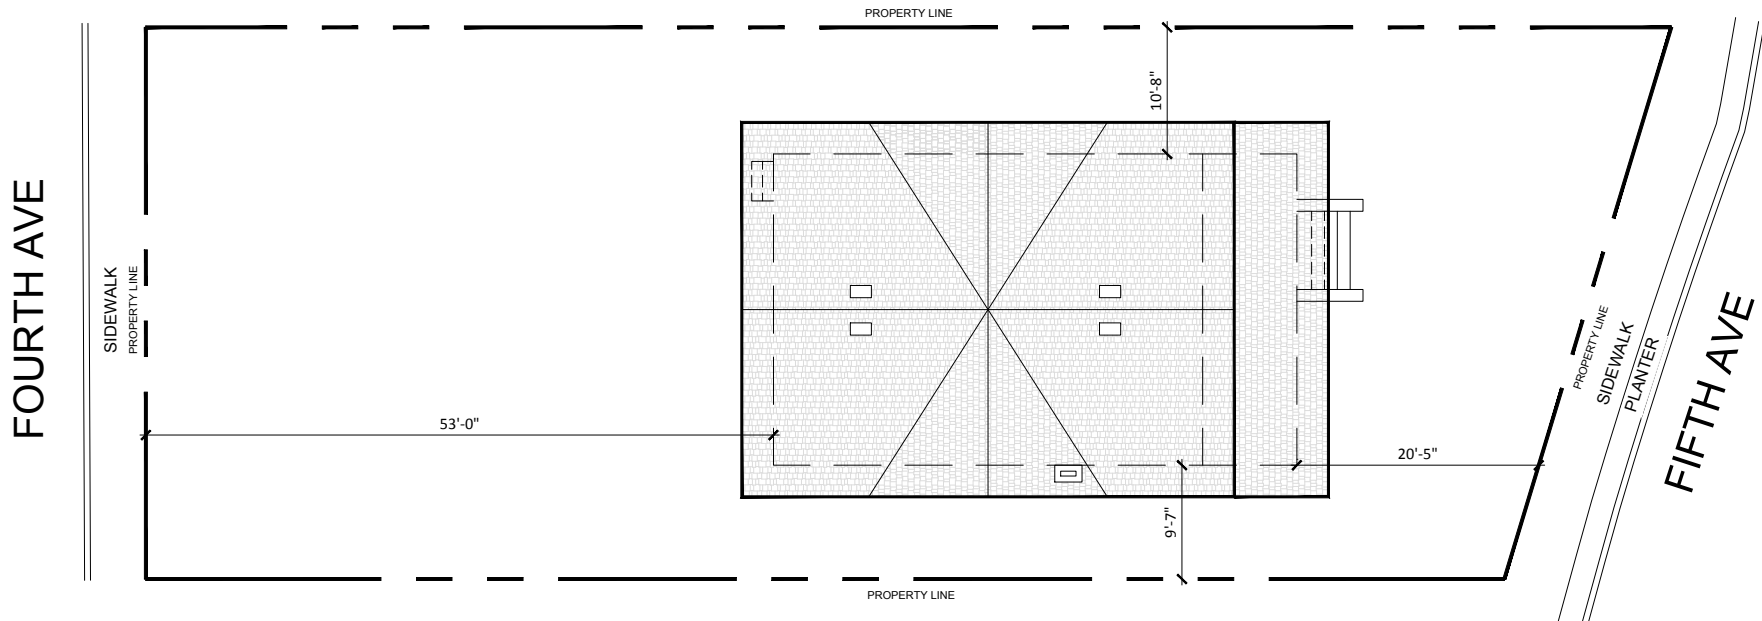 PROPERTY LINE
10'-8"
FOURTH AVE
SIDEWALK
PROPERTY LINE
53'-0"
20'-5"
9'-7"
PROPERTY LINE
SIDEWALK
PLANTER
FIFTH AVE
PROPERTY LINE